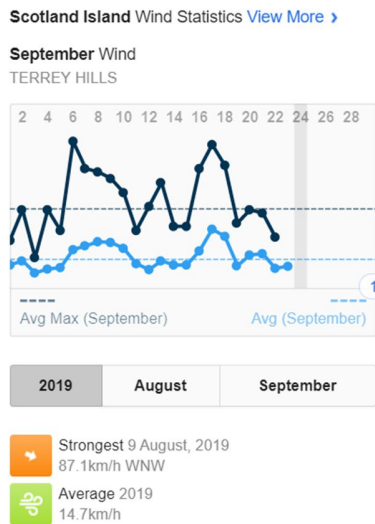 Scotland Island Wind Statistics View More ›
September Wind
TERREY HILLS
2 4 6 8 10 12 14 16 18 20 22 24 26 28
1
Avg Max (September) Avg (September)
2019 August September
Strongest 9 August, 2019
87.1km/h WNW
Average 2019
14.7km/h